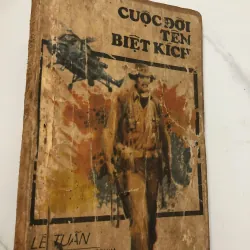 CUỘC ĐỜI
TÊN
BIỆT KÍCH
LÊ TUẤN